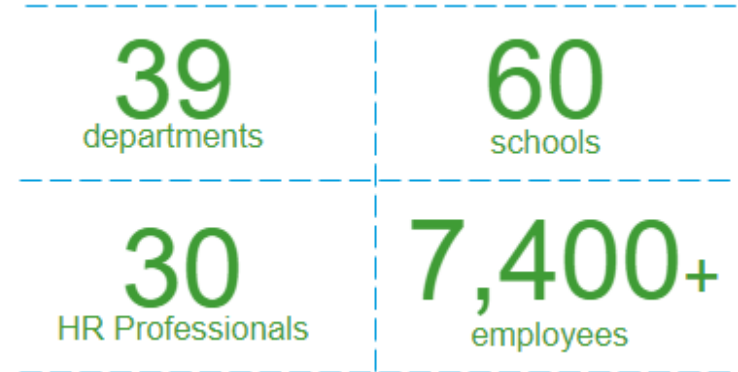 39
departments
60
schools
30
HR Professionals
7,400+
employees